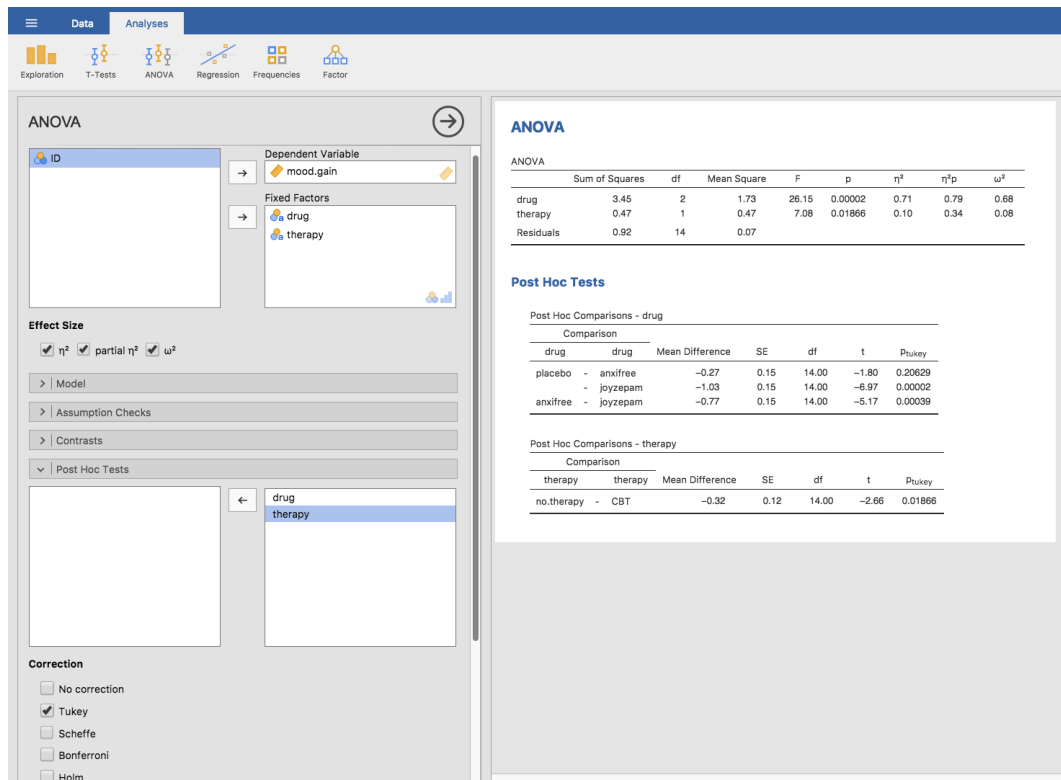 Data Analyses
Exploration T-Tests ANOVA Regression Frequencies Factor
ANOVA
ID
Dependent Variable
mood.gain
Fixed Factors
drug
therapy
Effect Size
η² partial η² ω²
Model
Assumption Checks
Contrasts
Post Hoc Tests
drug
therapy
Correction
No correction
Tukey
Scheffe
Bonferroni
Holm
ANOVA
ANOVA
Sum of Squares df Mean Square F p η² η²p ω²
drug 3.45 2 1.73 26.15 0.00002 0.71 0.79 0.68
therapy 0.47 1 0.47 7.08 0.01866 0.10 0.34 0.08
Residuals 0.92 14 0.07
Post Hoc Tests
Post Hoc Comparisons - drug
Comparison
drug drug Mean Difference SE df t ptukey
placebo - anxifree −0.27 0.15 14.00 −1.80 0.20629
- joyzepam −1.03 0.15 14.00 −6.97 0.00002
anxifree - joyzepam −0.77 0.15 14.00 −5.17 0.00039
Post Hoc Comparisons - therapy
Comparison
therapy therapy Mean Difference SE df t ptukey
no.therapy - CBT −0.32 0.12 14.00 −2.66 0.01866